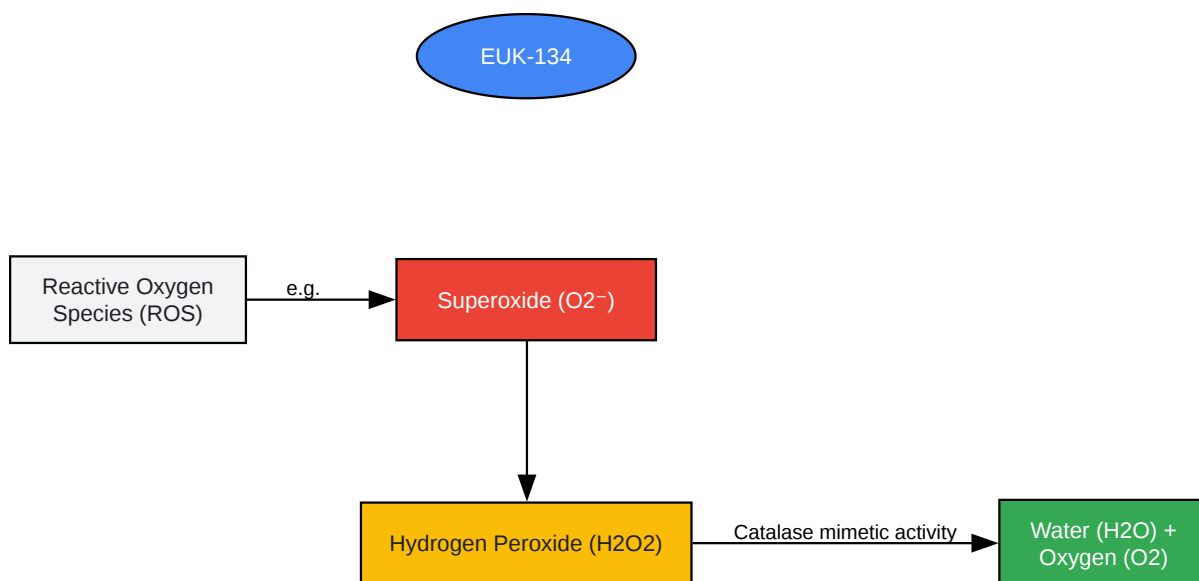 EUK-134
Reactive Oxygen
Species (ROS)
e.g.
Superoxide (O2⁻)
Hydrogen Peroxide (H2O2)
Catalase mimetic activity
Water (H2O) +
Oxygen (O2)